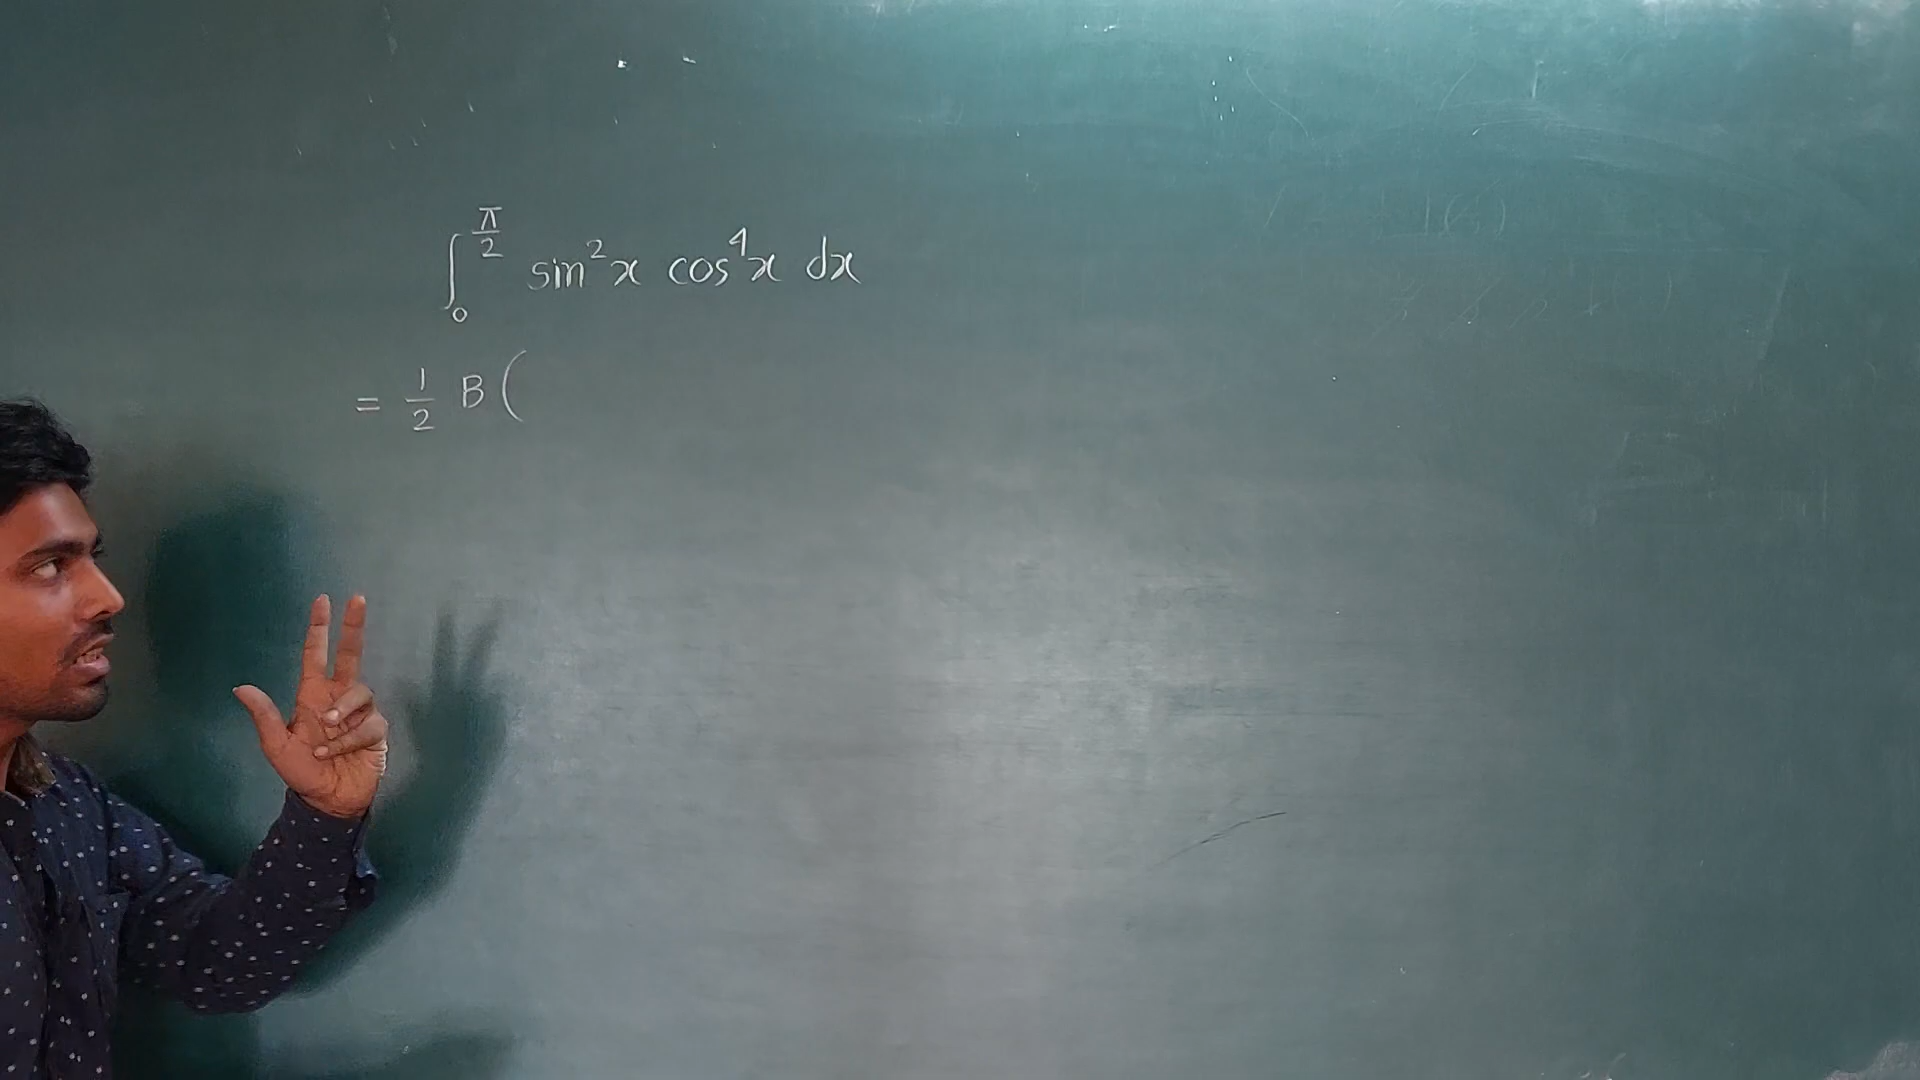 ∫₀^{π/2} sin²x cos⁴x dx
= 1/2 B (